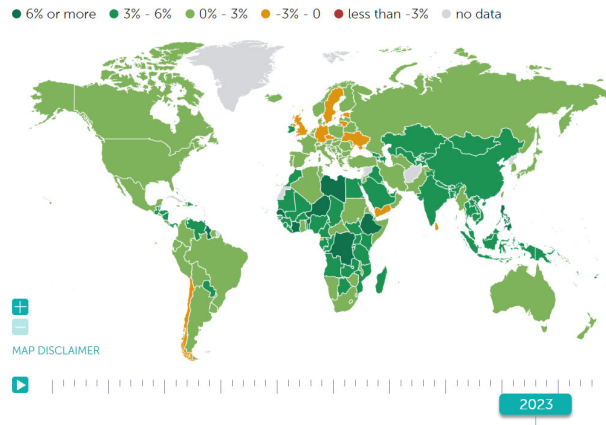 6% or more 3% - 6% 0% - 3% -3% - 0 less than -3% no data
+
−
MAP DISCLAIMER
2023